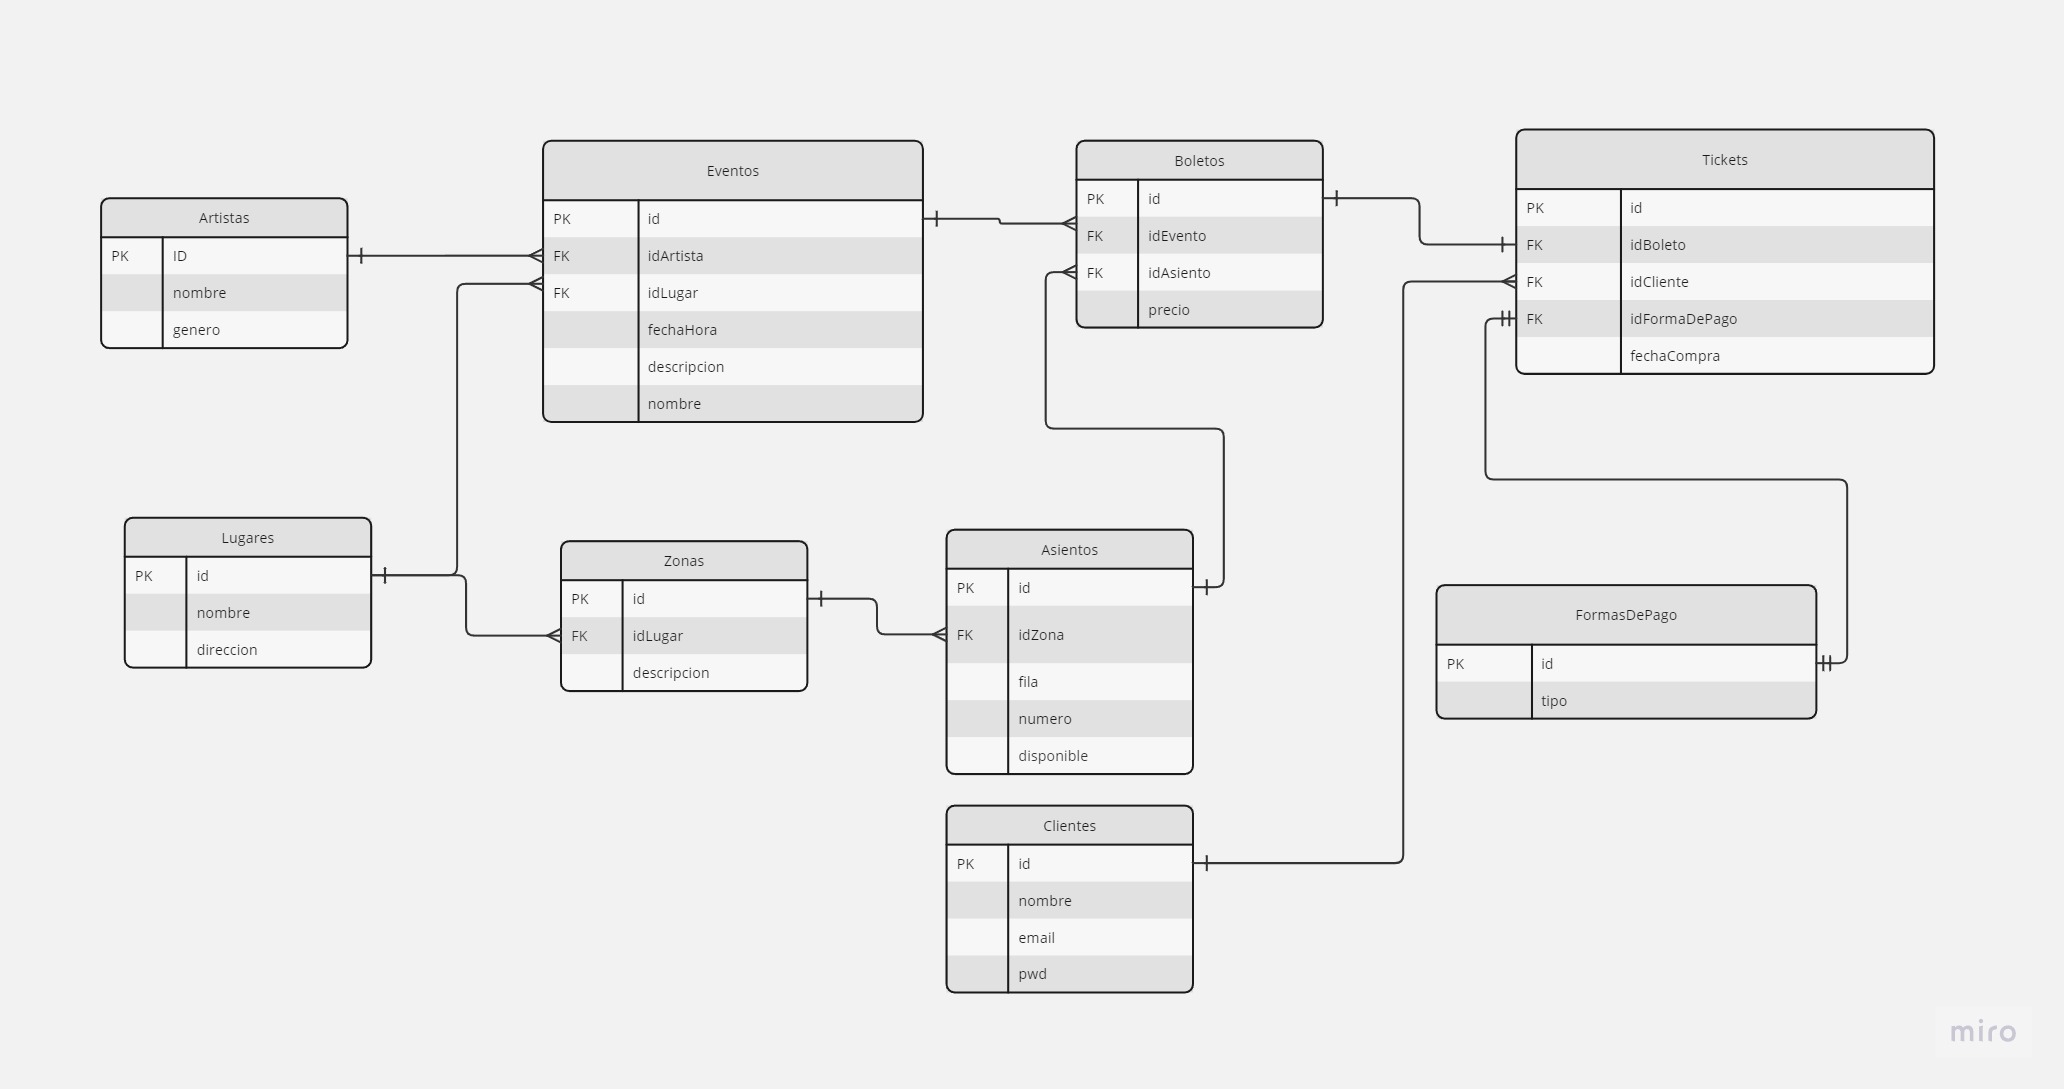 Artistas
PK ID
nombre
genero
Eventos
PK id
FK idArtista
FK idLugar
fechaHora
descripcion
nombre
Boletos
PK id
FK idEvento
FK idAsiento
precio
Tickets
PK id
FK idBoleto
FK idCliente
FK idFormaDePago
fechaCompra
Lugares
PK id
nombre
direccion
Zonas
PK id
FK idLugar
descripcion
Asientos
PK id
FK idZona
fila
numero
disponible
FormasDePago
PK id
tipo
Clientes
PK id
nombre
email
pwd
miro